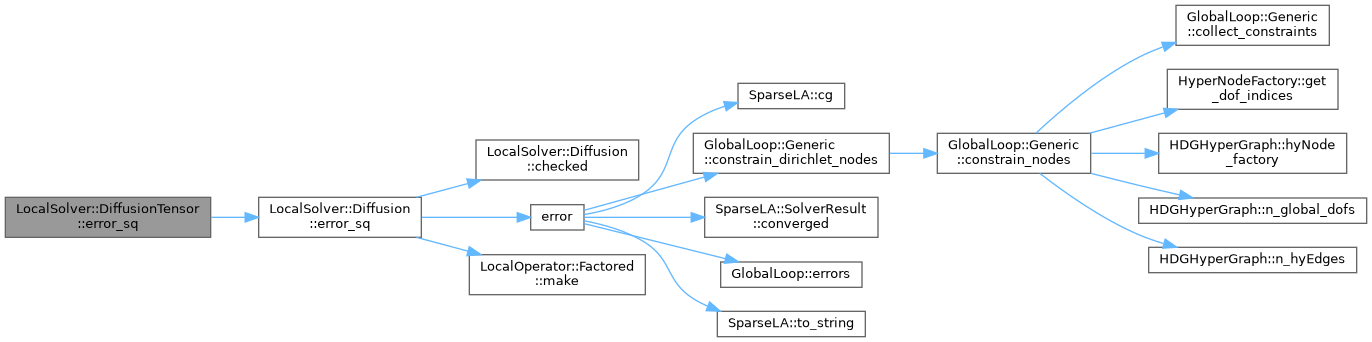 LocalSolver::DiffusionTensor
::error_sq
LocalSolver::Diffusion
::error_sq
LocalSolver::Diffusion
::checked
error
LocalOperator::Factored
::make
SparseLA::cg
GlobalLoop::Generic
::constrain_dirichlet_nodes
SparseLA::SolverResult
::converged
GlobalLoop::errors
SparseLA::to_string
GlobalLoop::Generic
::constrain_nodes
GlobalLoop::Generic
::collect_constraints
HyperNodeFactory::get
_dof_indices
HDGHyperGraph::hyNode
_factory
HDGHyperGraph::n_global_dofs
HDGHyperGraph::n_hyEdges